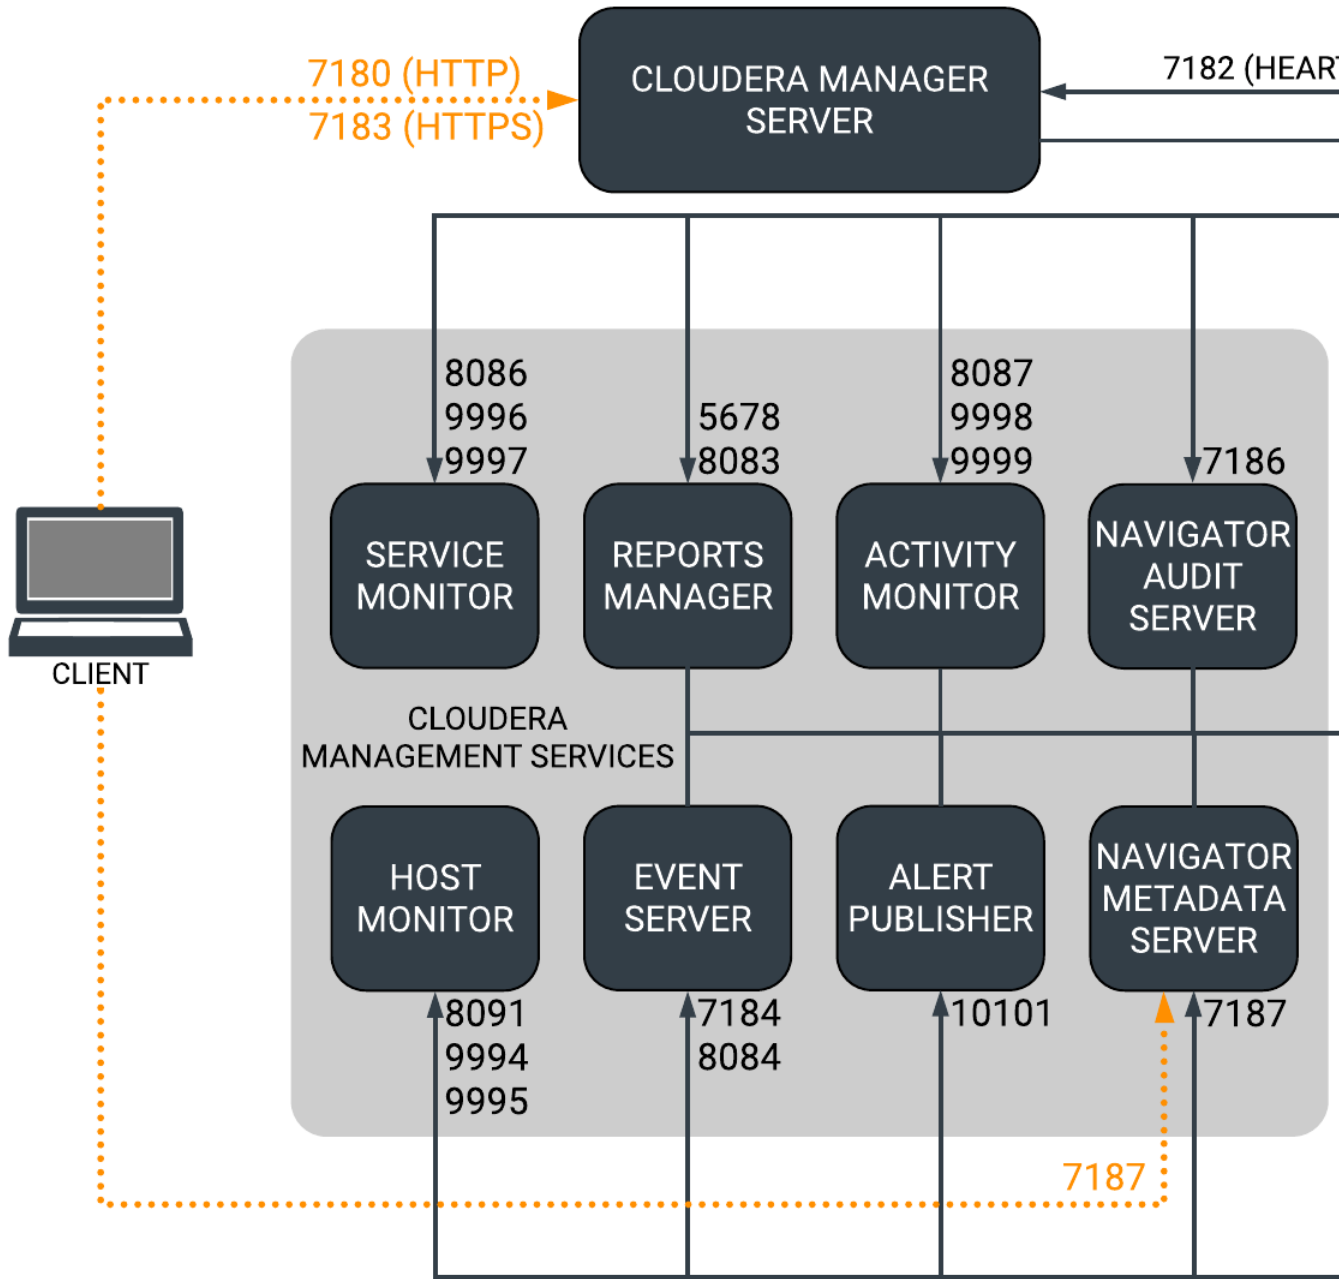 7180 (HTTP)
7183 (HTTPS)
CLOUDERA MANAGER
SERVER
7182 (HEART
8086
9996
9997
5678
8083
8087
9998
9999
7186
SERVICE
MONITOR
REPORTS
MANAGER
ACTIVITY
MONITOR
NAVIGATOR
AUDIT
SERVER
CLIENT
CLOUDERA
MANAGEMENT SERVICES
HOST
MONITOR
EVENT
SERVER
ALERT
PUBLISHER
NAVIGATOR
METADATA
SERVER
8091
9994
9995
7184
8084
10101
7187
7187